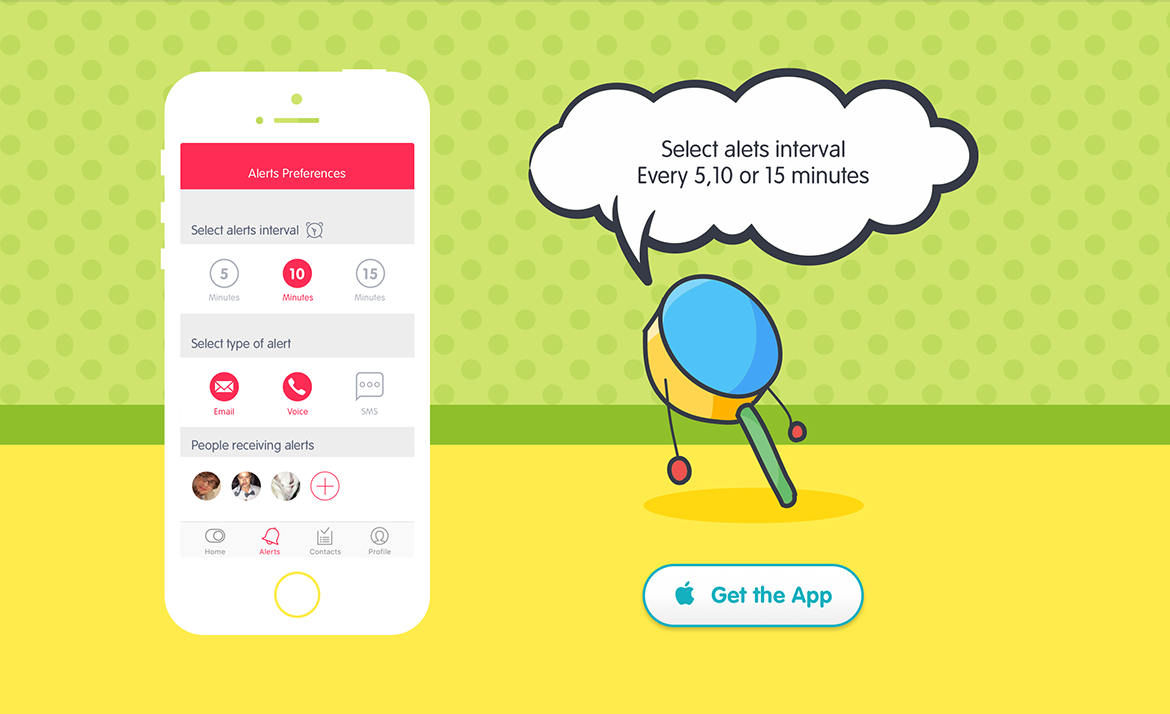 Alerts Preferences
Select alerts interval
5 10 15
Minutes Minutes Minutes
Select type of alert
Email Voice SMS
People receiving alerts
Home Alerts Contacts Profile
Select alets interval
Every 5,10 or 15 minutes
Get the App